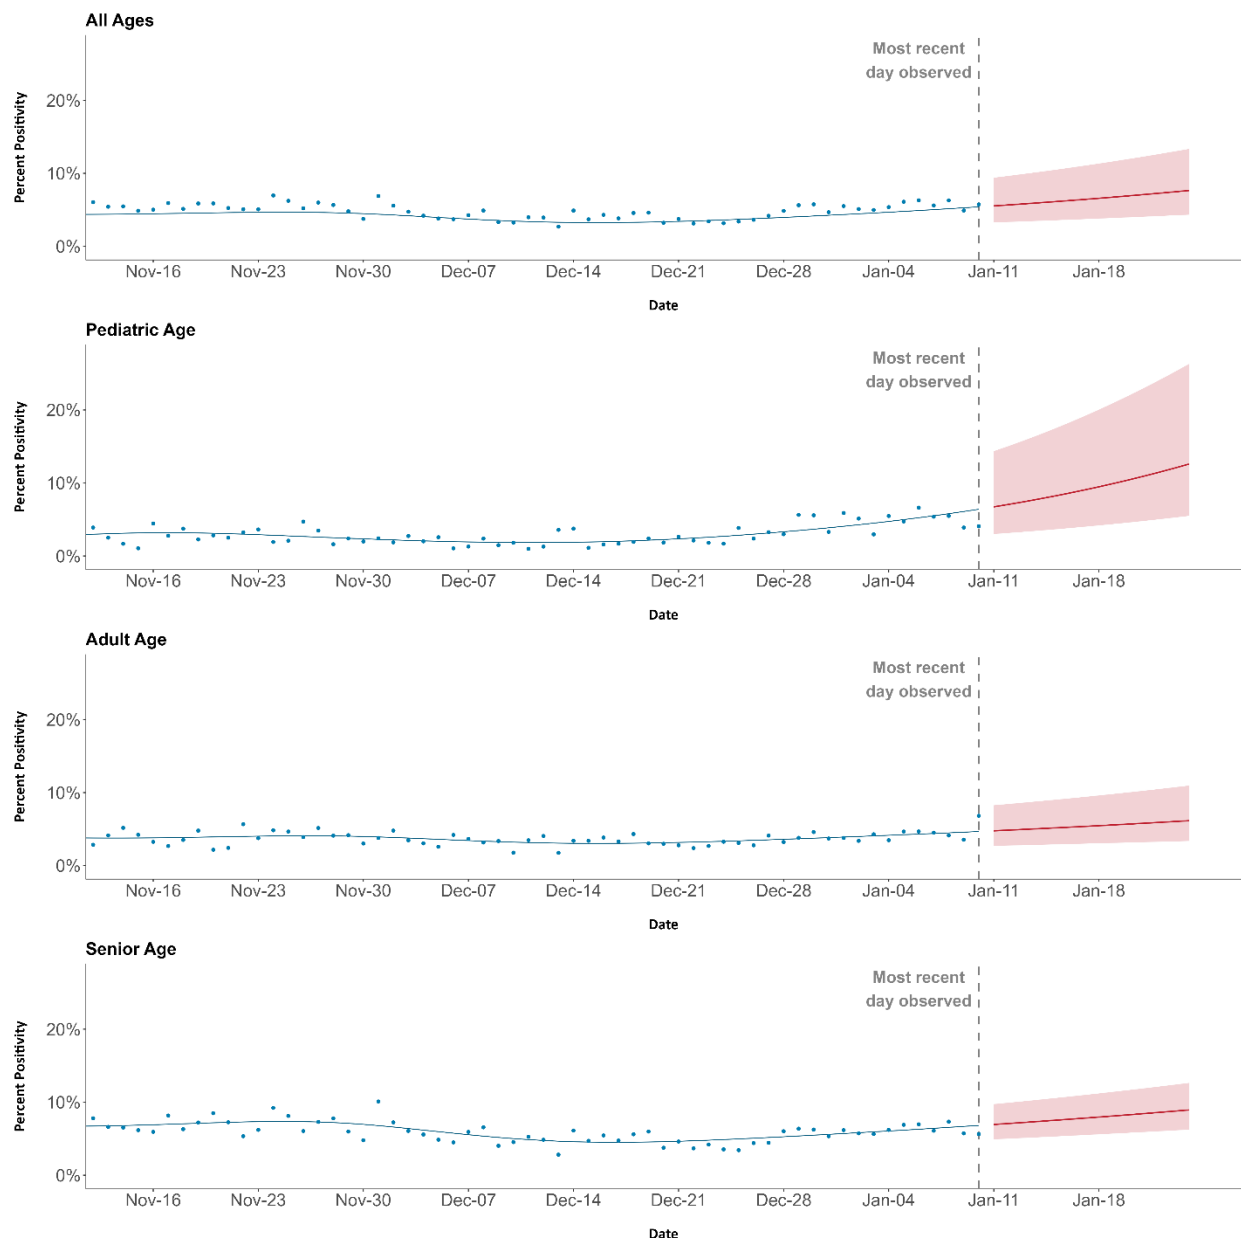 All Ages
Most recent
day observed
Percent Positivity
20%
10%
0%
Nov-16 Nov-23 Nov-30 Dec-07 Dec-14 Dec-21 Dec-28 Jan-04 Jan-11 Jan-18
Date
Pediatric Age
Most recent
day observed
Percent Positivity
20%
10%
0%
Nov-16 Nov-23 Nov-30 Dec-07 Dec-14 Dec-21 Dec-28 Jan-04 Jan-11 Jan-18
Date
Adult Age
Most recent
day observed
Percent Positivity
20%
10%
0%
Nov-16 Nov-23 Nov-30 Dec-07 Dec-14 Dec-21 Dec-28 Jan-04 Jan-11 Jan-18
Date
Senior Age
Most recent
day observed
Percent Positivity
20%
10%
0%
Nov-16 Nov-23 Nov-30 Dec-07 Dec-14 Dec-21 Dec-28 Jan-04 Jan-11 Jan-18
Date